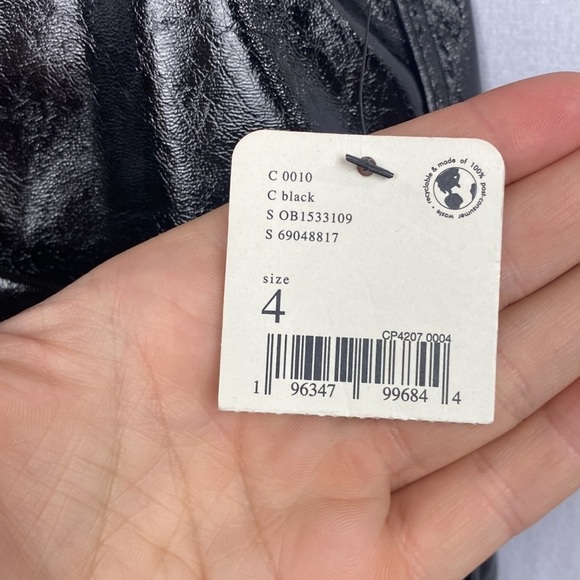 C 0010
C black
S OB1533109
S 69048817
recyclable & made of 100% post-consumer waste •
size
4
CP4207 0004
1 96347 99684 4